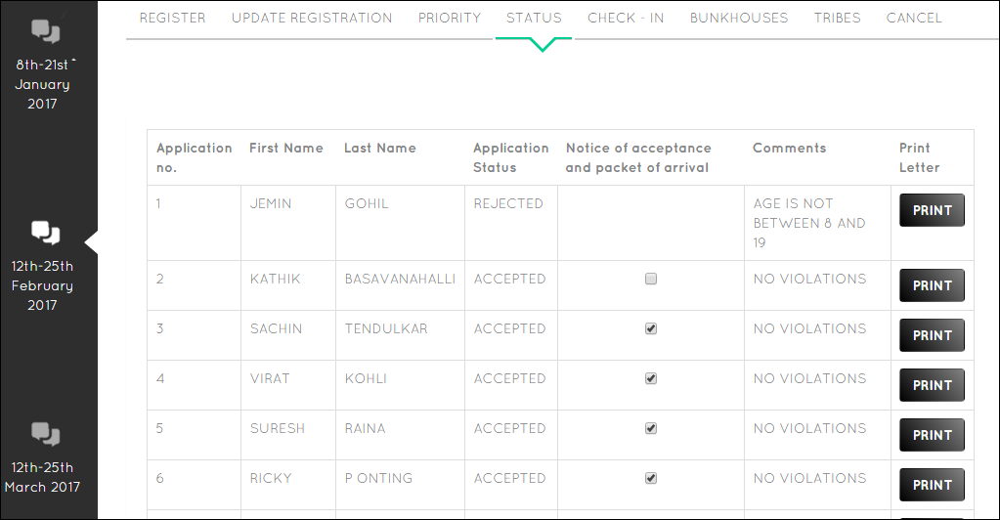 REGISTER UPDATE REGISTRATION PRIORITY STATUS CHECK - IN BUNKHOUSES TRIBES CANCEL
8th-21st
January
2017
12th-25th
February
2017
12th-25th
March 2017
Application no. First Name Last Name Application Status Notice of acceptance and packet of arrival Comments Print Letter
1 JEMIN GOHIL REJECTED AGE IS NOT BETWEEN 8 AND 19 PRINT
2 KATHIK BASAVANAHALLI ACCEPTED NO VIOLATIONS PRINT
3 SACHIN TENDULKAR ACCEPTED NO VIOLATIONS PRINT
4 VIRAT KOHLI ACCEPTED NO VIOLATIONS PRINT
5 SURESH RAINA ACCEPTED NO VIOLATIONS PRINT
6 RICKY P ONTING ACCEPTED NO VIOLATIONS PRINT